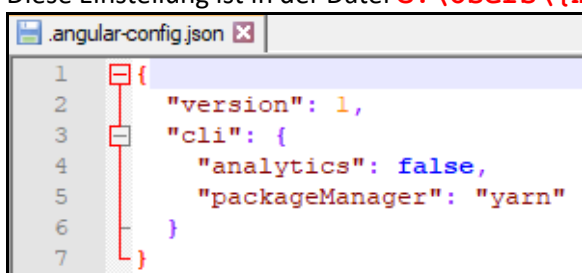 Diese Einstellung ist in der Datei C:\Users\
.angular-config.json
1 {
2 "version": 1,
3 "cli": {
4 "analytics": false,
5 "packageManager": "yarn"
6 }
7 }